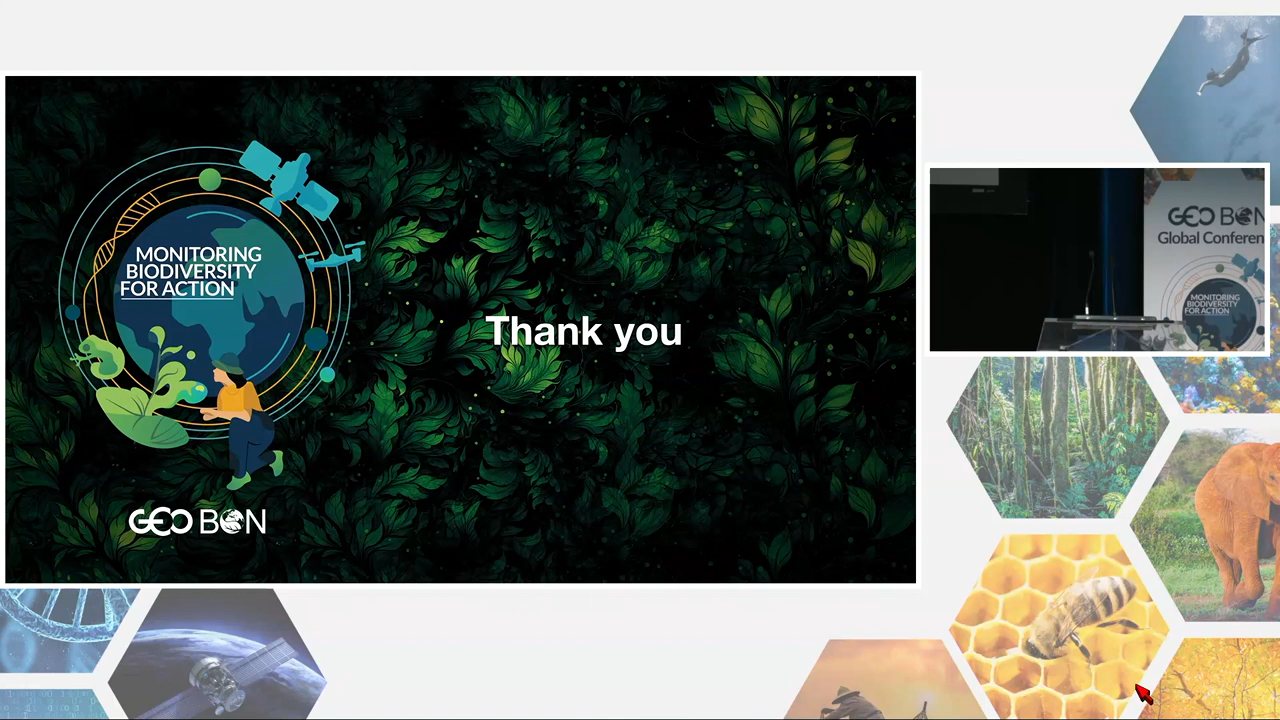 MONITORING
BIODIVERSITY
FOR ACTION
Thank you
GEO BON
GEO BON
Global Conferen
MONITORING
BIODIVERSITY
FOR ACTION